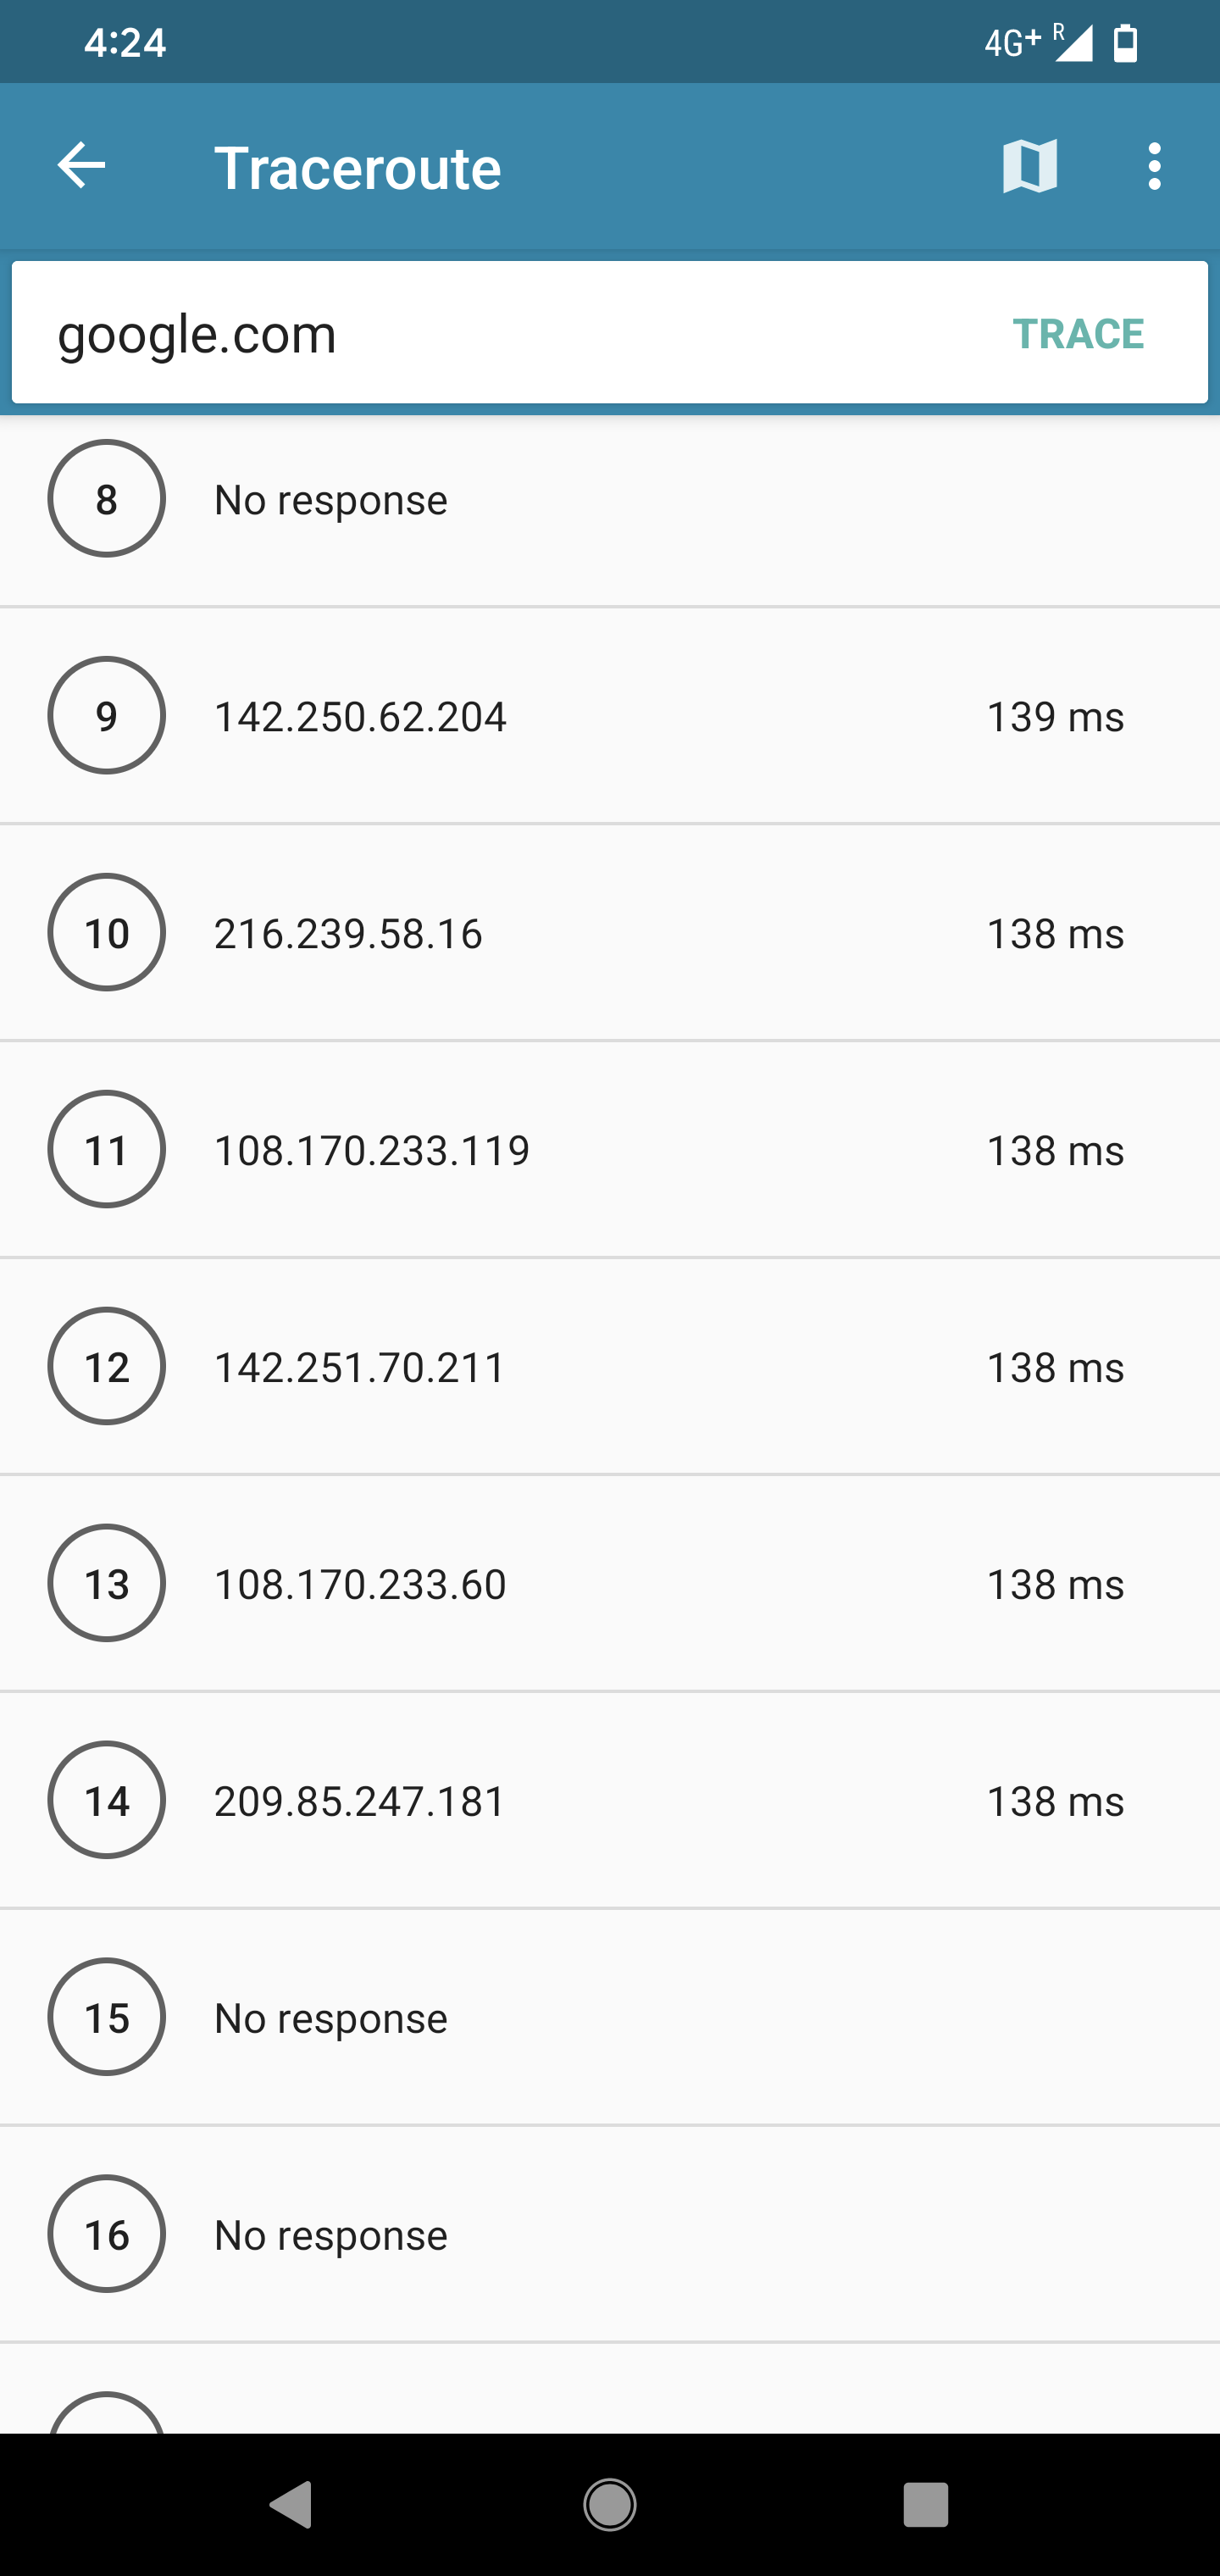 4:24 4G+ R
Traceroute
google.com TRACE
8 No response
9 142.250.62.204 139 ms
10 216.239.58.16 138 ms
11 108.170.233.119 138 ms
12 142.251.70.211 138 ms
13 108.170.233.60 138 ms
14 209.85.247.181 138 ms
15 No response
16 No response